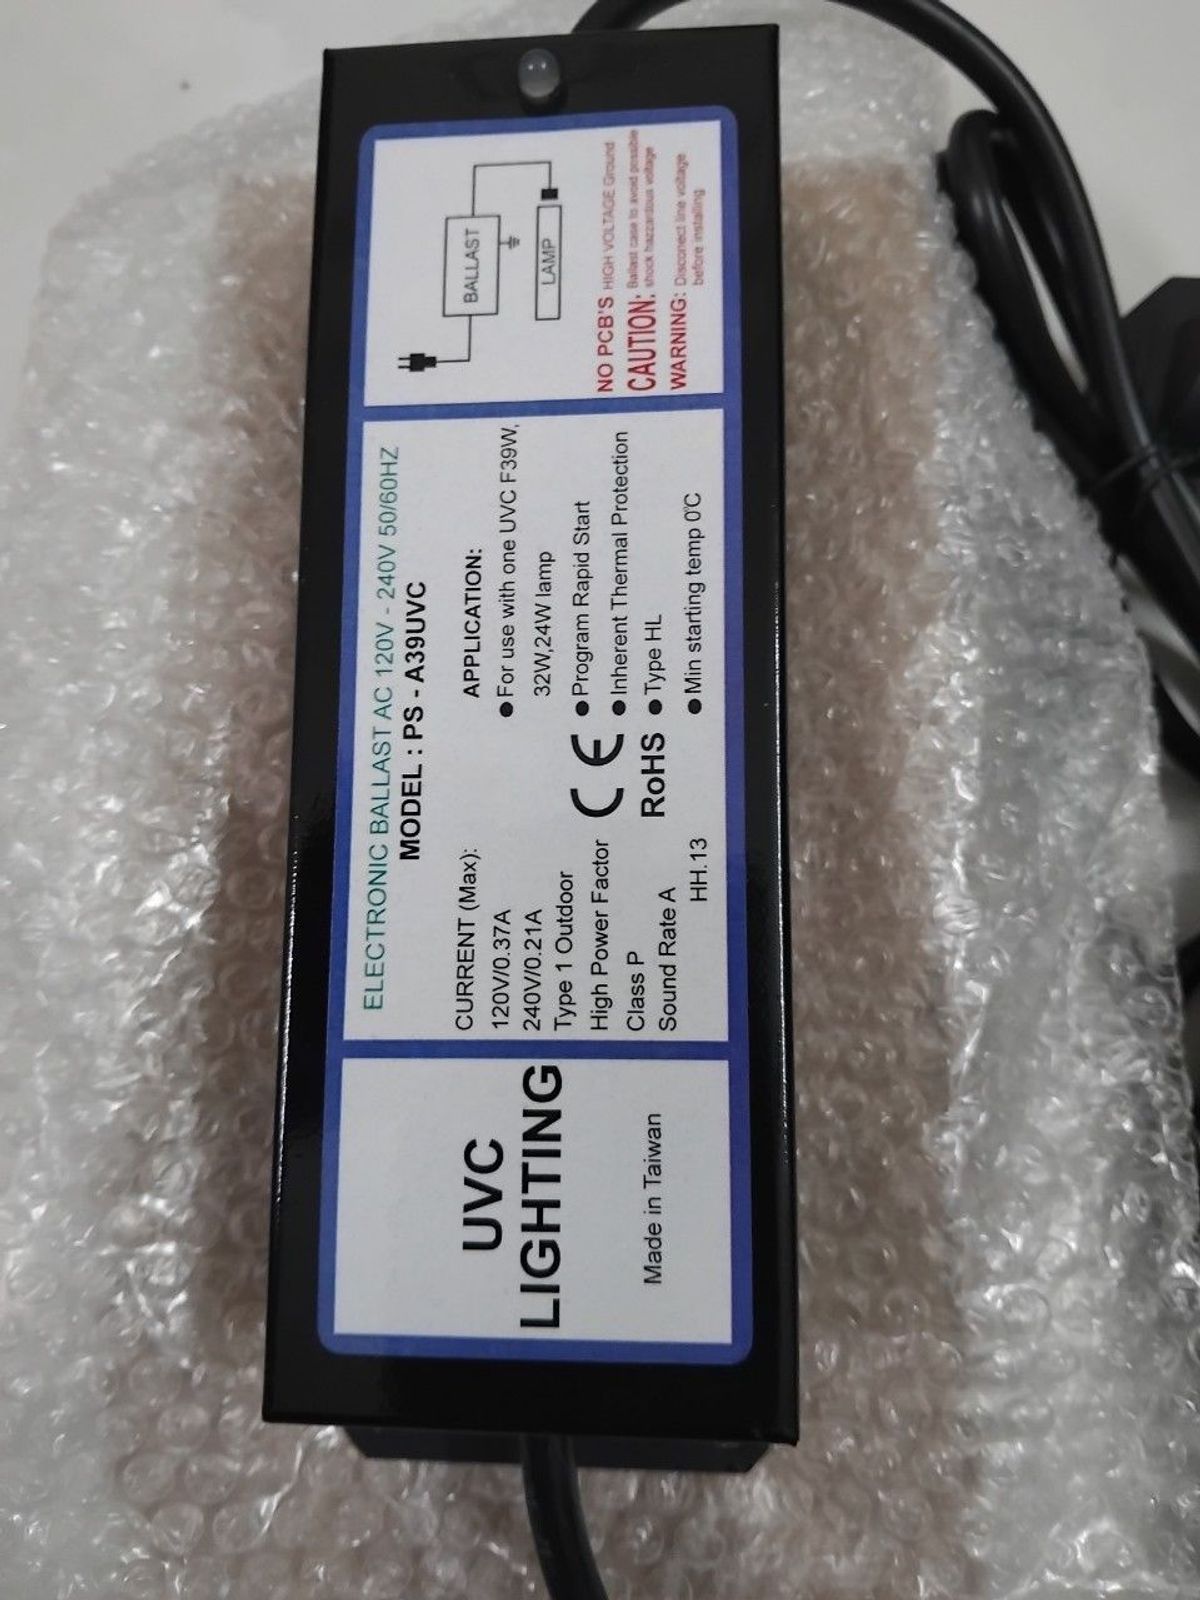 UVC
LIGHTING
Made in Taiwan
ELECTRONIC BALLAST AC 120V - 240V 50/60HZ
MODEL : PS - A39UVC
CURRENT (Max):
120V/0.37A
240V/0.21A
Type 1 Outdoor
High Power Factor
Class P
Sound Rate A
HH.13
CE
RoHS
APPLICATION:
● For use with one UVC F39W,
32W,24W lamp
● Program Rapid Start
● Inherent Thermal Protection
● Type HL
● Min starting temp 0℃
BALLAST
LAMP
NO PCB'S HIGH VOLTAGE Ground
CAUTION: Ballast case to avoid possible
shock hazzardous voltage
WARNING: Disconect line voltage
before installing